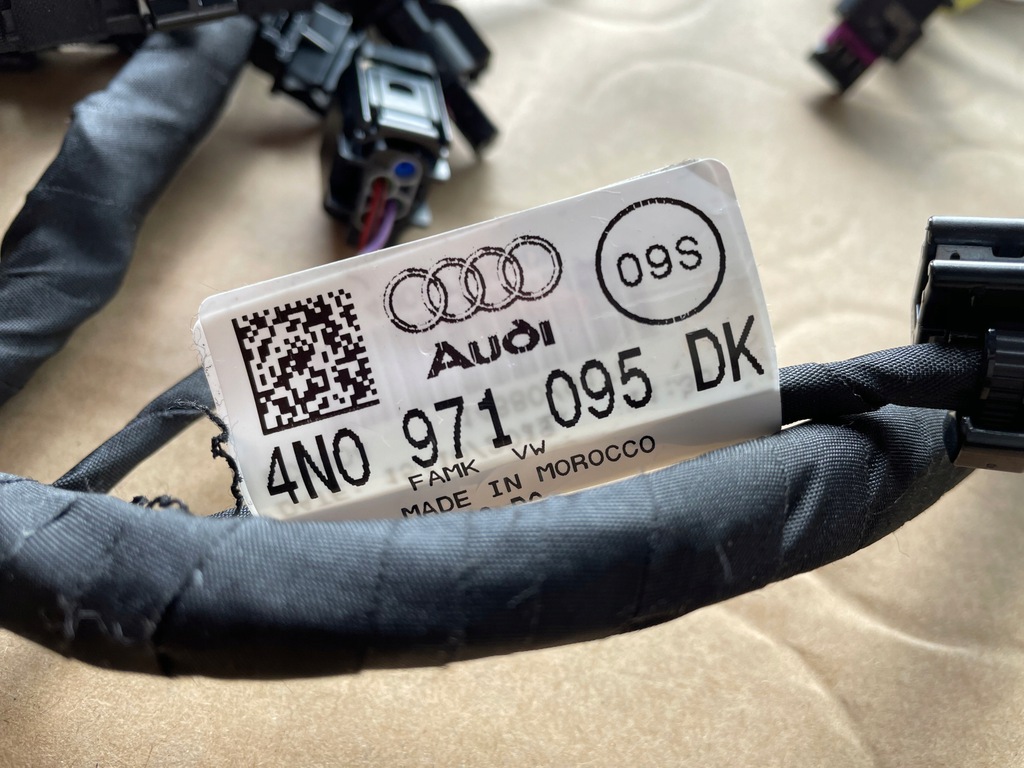 09S
Audi
4N0 971 095 DK
FAMK VW
MADE IN MOROCCO